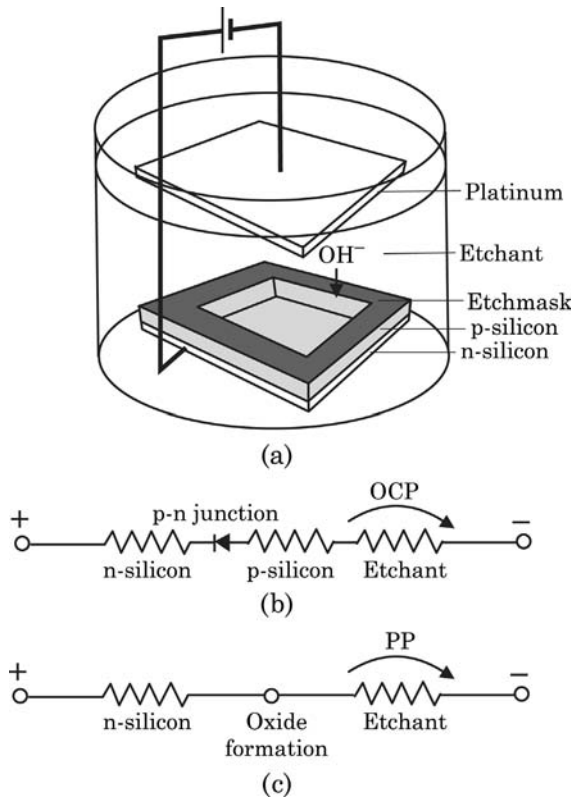 Platinum
OH⁻
Etchant
Etchmask
p-silicon
n-silicon
(a)
OCP
+ p-n junction −
n-silicon p-silicon Etchant
(b)
PP
+ −
n-silicon Oxide formation Etchant
(c)